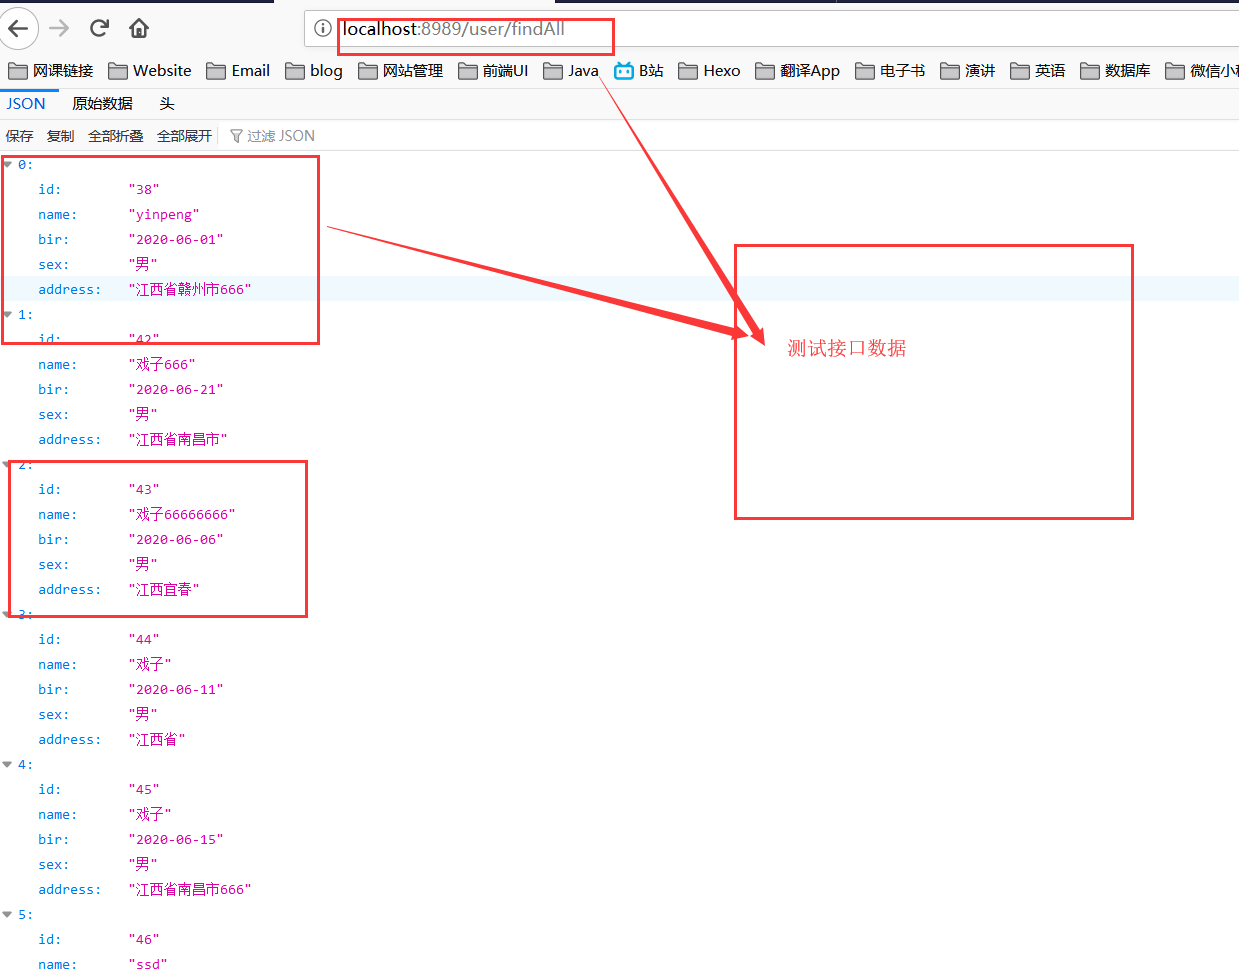 localhost:8989/user/findAll
网课链接 Website Email blog 网站管理 前端UI Java B站 Hexo 翻译App 电子书 演讲 英语 数据库 微信小
JSON 原始数据 头
保存 复制 全部折叠 全部展开 过滤 JSON
0:
id: "38"
name: "yinpeng"
bir: "2020-06-01"
sex: "男"
address: "江西省赣州市666"
1:
id: "42"
name: "戏子666"
bir: "2020-06-21"
sex: "男"
address: "江西省南昌市"
2:
id: "43"
name: "戏子66666666"
bir: "2020-06-06"
sex: "男"
address: "江西宜春"
3:
id: "44"
name: "戏子"
bir: "2020-06-11"
sex: "男"
address: "江西省"
4:
id: "45"
name: "戏子"
bir: "2020-06-15"
sex: "男"
address: "江西省南昌市666"
5:
id: "46"
name: "ssd"
测试接口数据